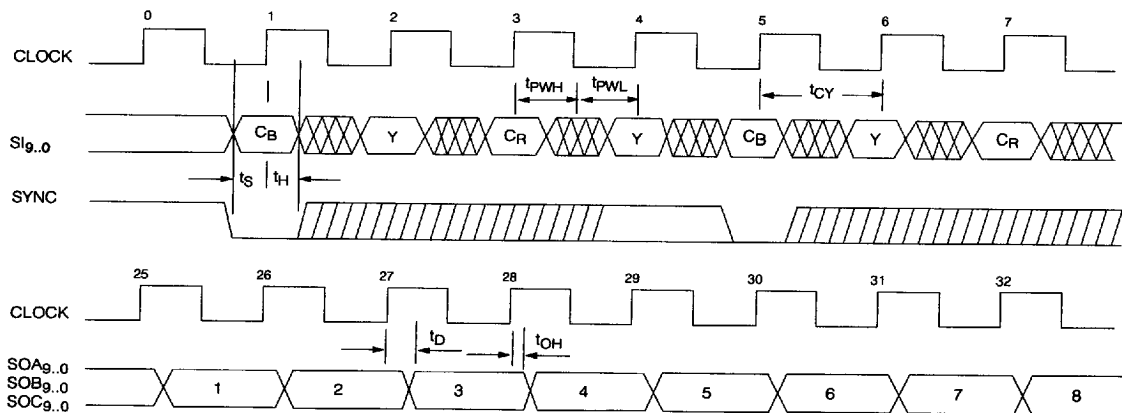 0 1 2 3 4 5 6 7
CLOCK
tPWH tPWL tCY
SI9..0 CB Y CR Y CB Y CR
tS tH
SYNC
25 26 27 28 29 30 31 32
CLOCK
tD tOH
SOA9..0
SOB9..0 1 2 3 4 5 6 7 8
SOC9..0